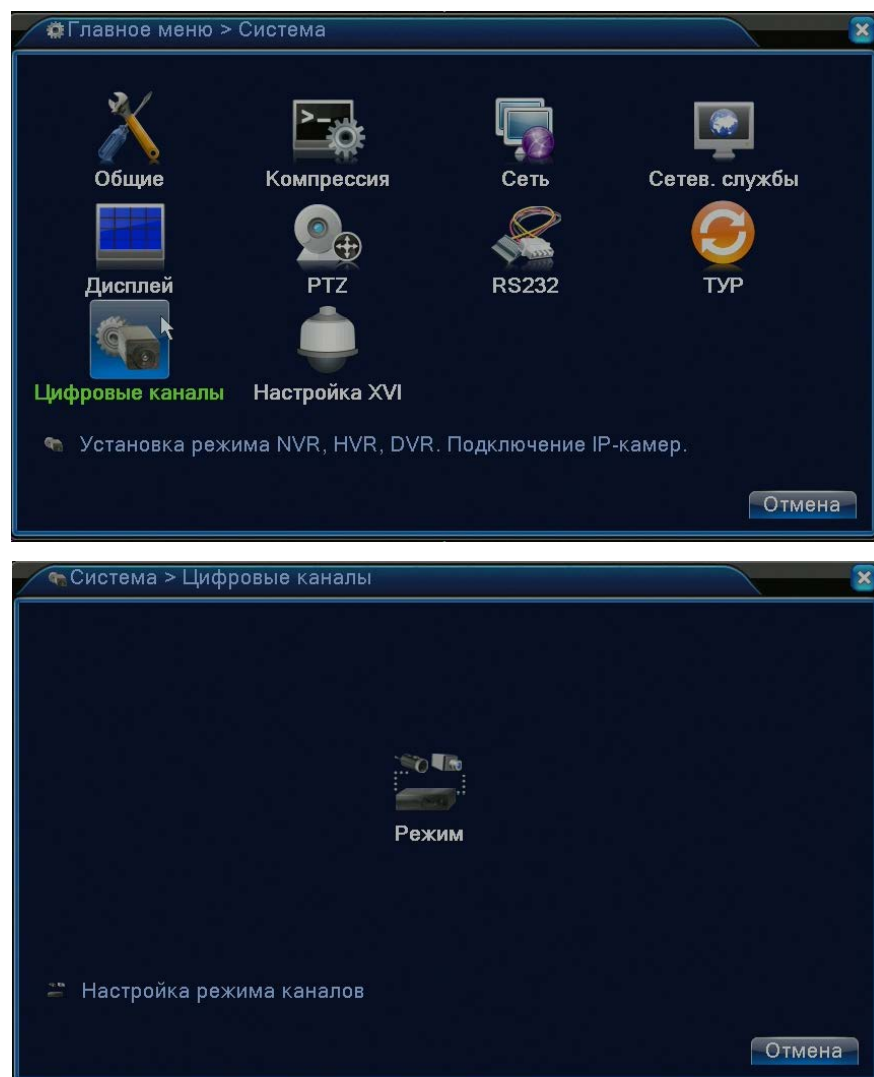 Главное меню > Система
Общие Компрессия Сеть Сетев. службы
Дисплей PTZ RS232 ТУР
Цифровые каналы Настройка XVI
Установка режима NVR, HVR, DVR. Подключение IP-камер.
Отмена
Система > Цифровые каналы
Режим
Настройка режима каналов
Отмена